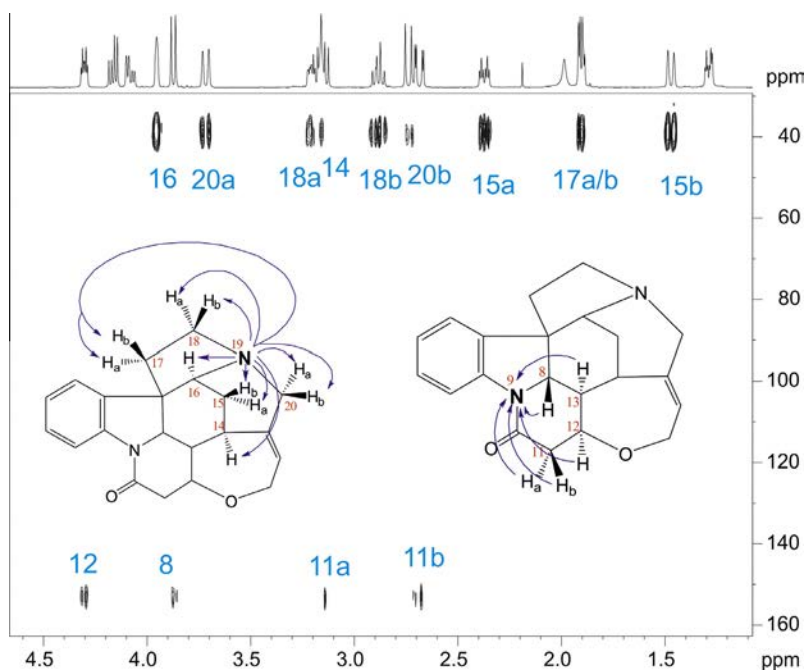 ppm
40
16 20a 18a 14 18b 20b 15a 17a/b 15b
60
80
100
120
140
160
Ha Hb 18 N 19
Hb Ha 17 H Ha
16 Hb 15 Ha Hb 20
14 H
N
O O
N
8 H
9 N 13
H 12
O 11 H O
Ha Hb
12 8 11a 11b
4.5 4.0 3.5 3.0 2.5 2.0 1.5 ppm